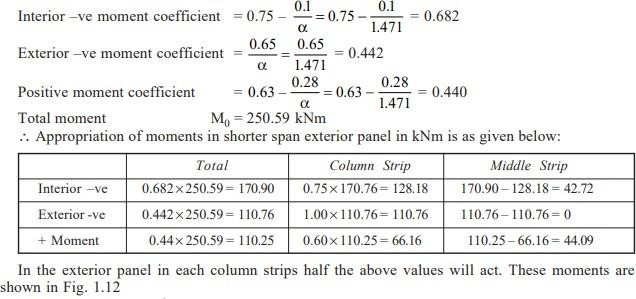 Interior –ve moment coefficient = 0.75 – 0.1/α = 0.75 – 0.1/1.471 = 0.682
Exterior –ve moment coefficient = 0.65/α = 0.65/1.471 = 0.442
Positive moment coefficient = 0.63 – 0.28/α = 0.63 – 0.28/1.471 = 0.440
Total moment M₀ = 250.59 kNm
∴ Appropriation of moments in shorter span exterior panel in kNm is as given below:
Total Column Strip Middle Strip
Interior –ve 0.682 × 250.59 = 170.90 0.75 × 170.76 = 128.18 170.90 – 128.18 = 42.72
Exterior -ve 0.442 × 250.59 = 110.76 1.00 × 110.76 = 110.76 110.76 – 110.76 = 0
+ Moment 0.44 × 250.59 = 110.25 0.60 × 110.25 = 66.16 110.25 – 66.16 = 44.09
In the exterior panel in each column strips half the above values will act. These moments are
shown in Fig. 1.12